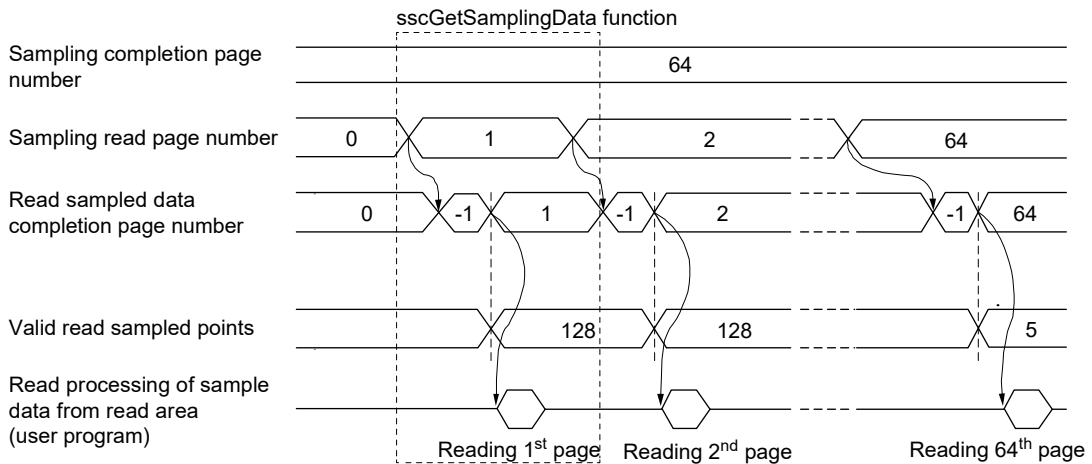 sscGetSamplingData function
Sampling completion page
number
64
Sampling read page number
0
1
2
64
Read sampled data
completion page number
0
-1
1
-1
2
-1
64
Valid read sampled points
128
128
5
Read processing of sample
data from read area
(user program)
Reading 1st page
Reading 2nd page
Reading 64th page